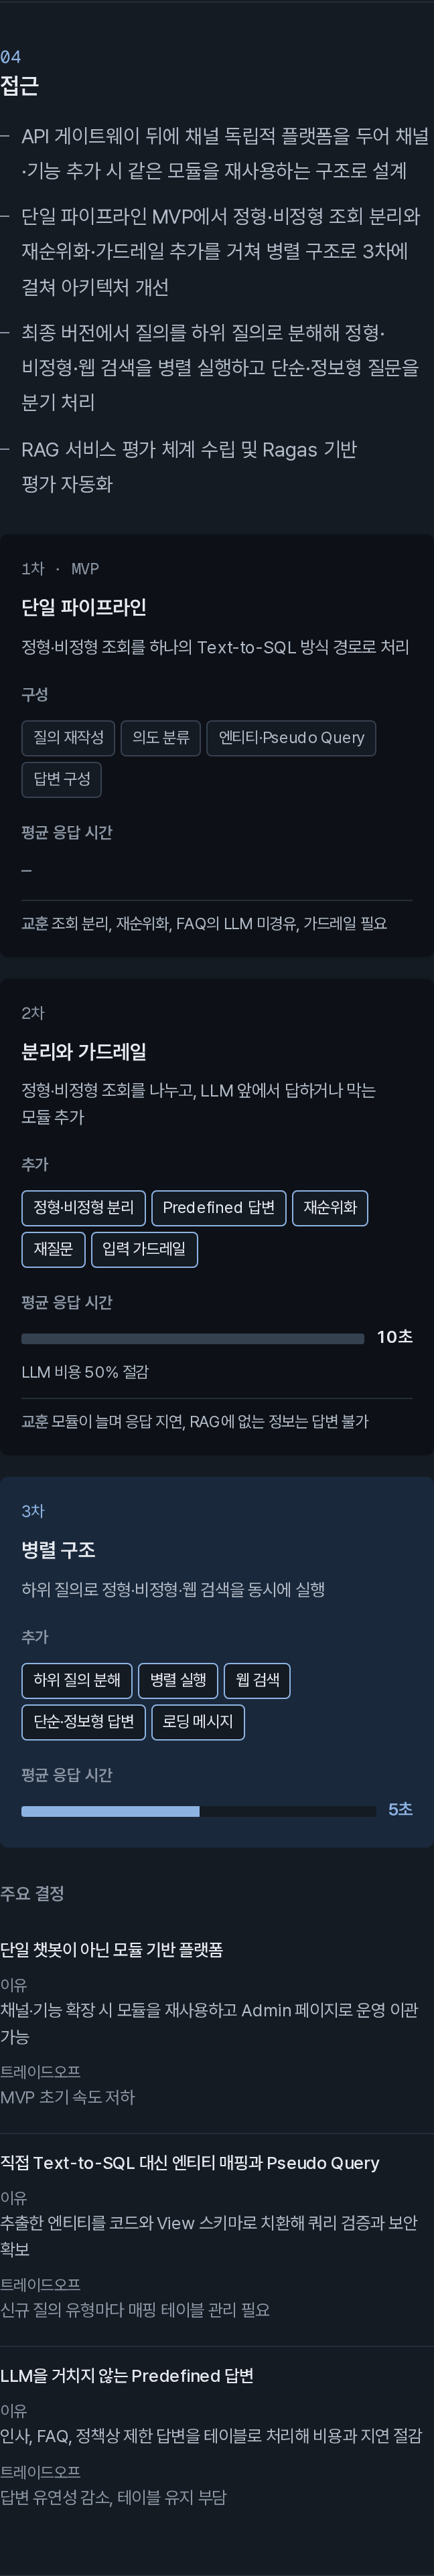 04
접근
— API 게이트웨이 뒤에 채널 독립적 플랫폼을 두어 채널
·기능 추가 시 같은 모듈을 재사용하는 구조로 설계
— 단일 파이프라인 MVP에서 정형·비정형 조회 분리와
재순위화·가드레일 추가를 거쳐 병렬 구조로 3차에
걸쳐 아키텍처 개선
— 최종 버전에서 질의를 하위 질의로 분해해 정형·
비정형·웹 검색을 병렬 실행하고 단순·정보형 질문을
분기 처리
— RAG 서비스 평가 체계 수립 및 Ragas 기반
평가 자동화
1차 · MVP
단일 파이프라인
정형·비정형 조회를 하나의 Text-to-SQL 방식 경로로 처리
구성
질의 재작성 의도 분류 엔티티·Pseudo Query
답변 구성
평균 응답 시간
—
교훈 조회 분리, 재순위화, FAQ의 LLM 미경유, 가드레일 필요
2차
분리와 가드레일
정형·비정형 조회를 나누고, LLM 앞에서 답하거나 막는
모듈 추가
추가
정형·비정형 분리 Predefined 답변 재순위화
재질문 입력 가드레일
평균 응답 시간
10초
LLM 비용 50% 절감
교훈 모듈이 늘며 응답 지연, RAG에 없는 정보는 답변 불가
3차
병렬 구조
하위 질의로 정형·비정형·웹 검색을 동시에 실행
추가
하위 질의 분해 병렬 실행 웹 검색
단순·정보형 답변 로딩 메시지
평균 응답 시간
5초
주요 결정
단일 챗봇이 아닌 모듈 기반 플랫폼
이유
채널·기능 확장 시 모듈을 재사용하고 Admin 페이지로 운영 이관
가능
트레이드오프
MVP 초기 속도 저하
직접 Text-to-SQL 대신 엔티티 매핑과 Pseudo Query
이유
추출한 엔티티를 코드와 View 스키마로 치환해 쿼리 검증과 보안
확보
트레이드오프
신규 질의 유형마다 매핑 테이블 관리 필요
LLM을 거치지 않는 Predefined 답변
이유
인사, FAQ, 정책상 제한 답변을 테이블로 처리해 비용과 지연 절감
트레이드오프
답변 유연성 감소, 테이블 유지 부담